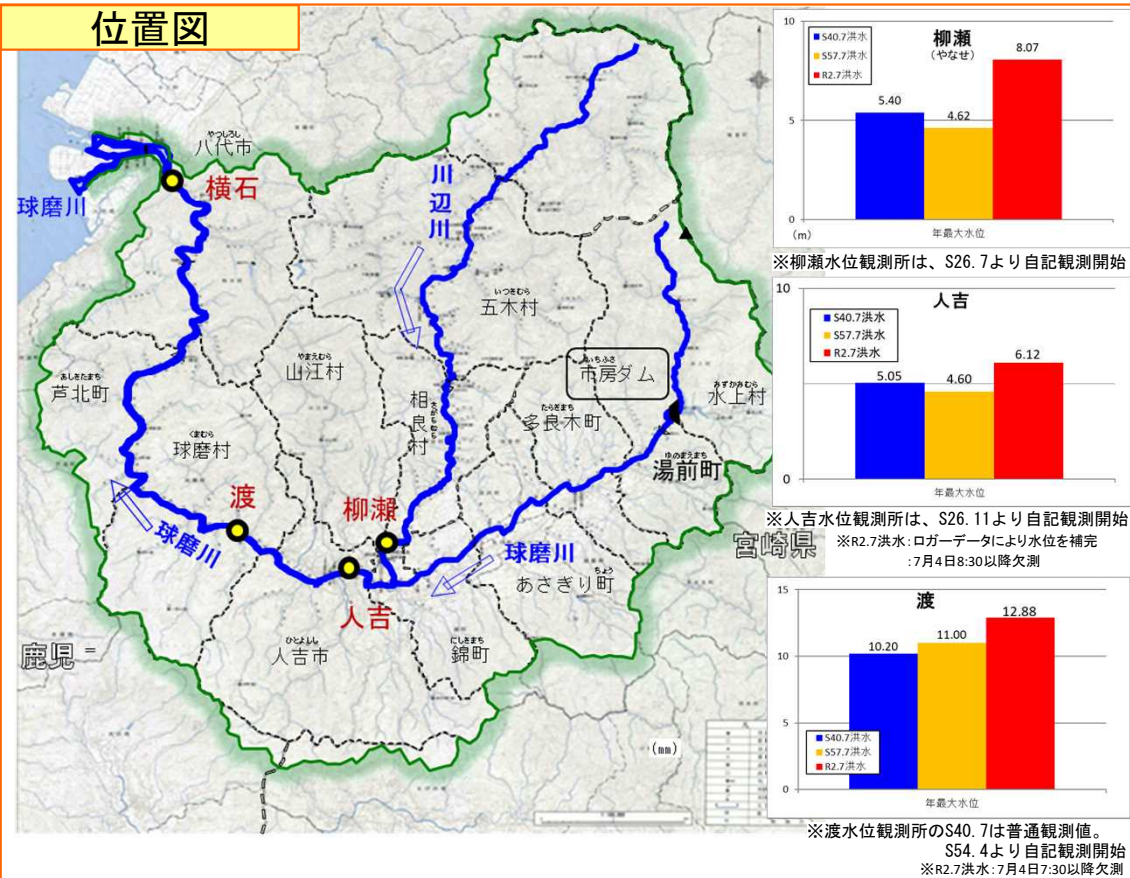 位置図
やつしろし
八代市
横石
球磨川
川
辺
川
いつきむら
五木村
やまえむら
山江村
あしきたまち
芦北町
くまむら
球磨村
相
良
村
さがらむら
いちふさ
市房ダム
みずかみむら
水上村
たらぎまち
多良木町
ゆのまえまち
湯前町
渡
柳瀬
球磨川
球磨川
人吉
宮崎県
ちょう
あさぎり町
ひとよしし
人吉市
にしきまち
錦町
鹿児
(mm)
柳瀬
(やなせ)
S40.7洪水
S57.7洪水
R2.7洪水
10
5
0
(m)
5.40
4.62
8.07
年最大水位
※柳瀬水位観測所は、S26.7より自記観測開始
人吉
S40.7洪水
S57.7洪水
R2.7洪水
10
0
5.05
4.60
6.12
年最大水位
※人吉水位観測所は、S26.11より自記観測開始
※R2.7洪水:ロガーデータにより水位を補完
:7月4日8:30以降欠測
渡
15
10
5
0
10.20
11.00
12.88
S40.7洪水
S57.7洪水
R2.7洪水
年最大水位
※渡水位観測所のS40.7は普通観測値。
S54.4より自記観測開始
※R2.7洪水:7月4日7:30以降欠測